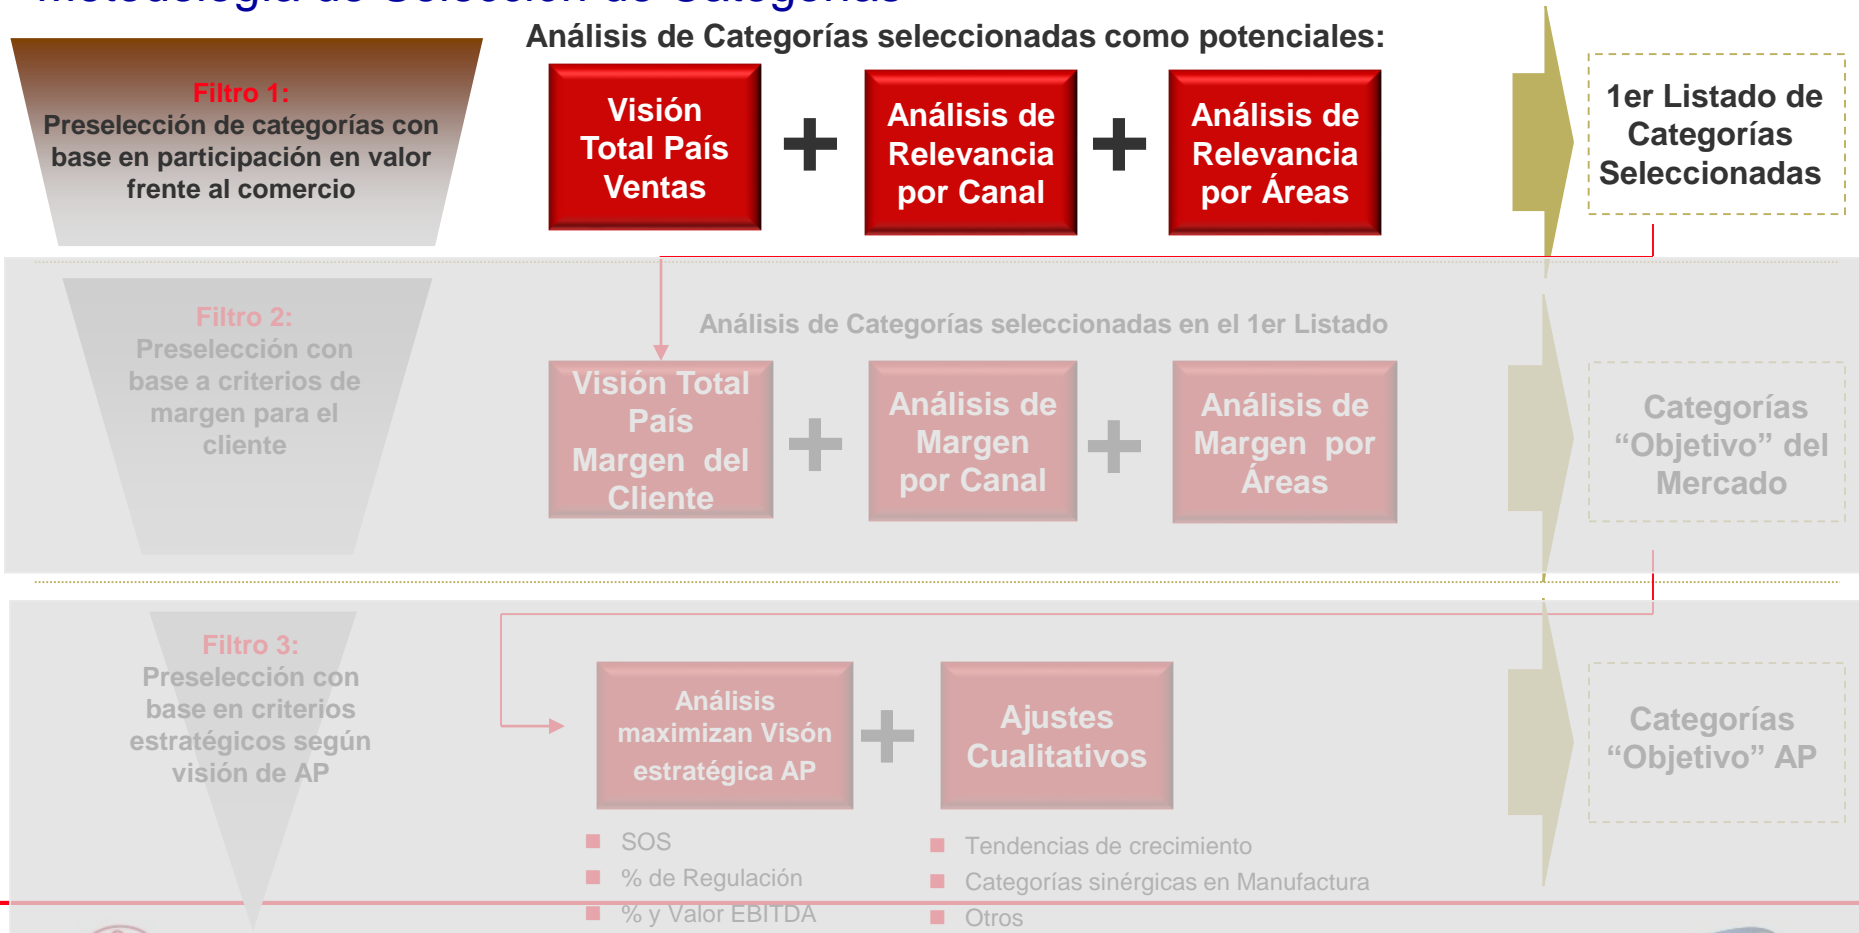 Metodología de Selección de Categorías
Análisis de Categorías seleccionadas como potenciales:
Filtro 1:
Preselección de categorías con
base en participación en valor
frente al comercio
Visión
Total País
Ventas
+
Análisis de
Relevancia
por Canal
+
Análisis de
Relevancia
por Áreas
1er Listado de
Categorías
Seleccionadas
Filtro 2:
Preselección con
base a criterios de
margen para el
cliente
Análisis de Categorías seleccionadas en el 1er Listado
Visión Total
País
Margen del
Cliente
+
Análisis de
Margen
por Canal
+
Análisis de
Margen por
Áreas
Categorías
“Objetivo” del
Mercado
Filtro 3:
Preselección con
base en criterios
estratégicos según
visión de AP
Análisis
maximizan Visón
estratégica AP
+
Ajustes
Cualitativos
Categorías
“Objetivo” AP
SOS
% de Regulación
% y Valor EBITDA
Tendencias de crecimiento
Categorías sinérgicas en Manufactura
Otros